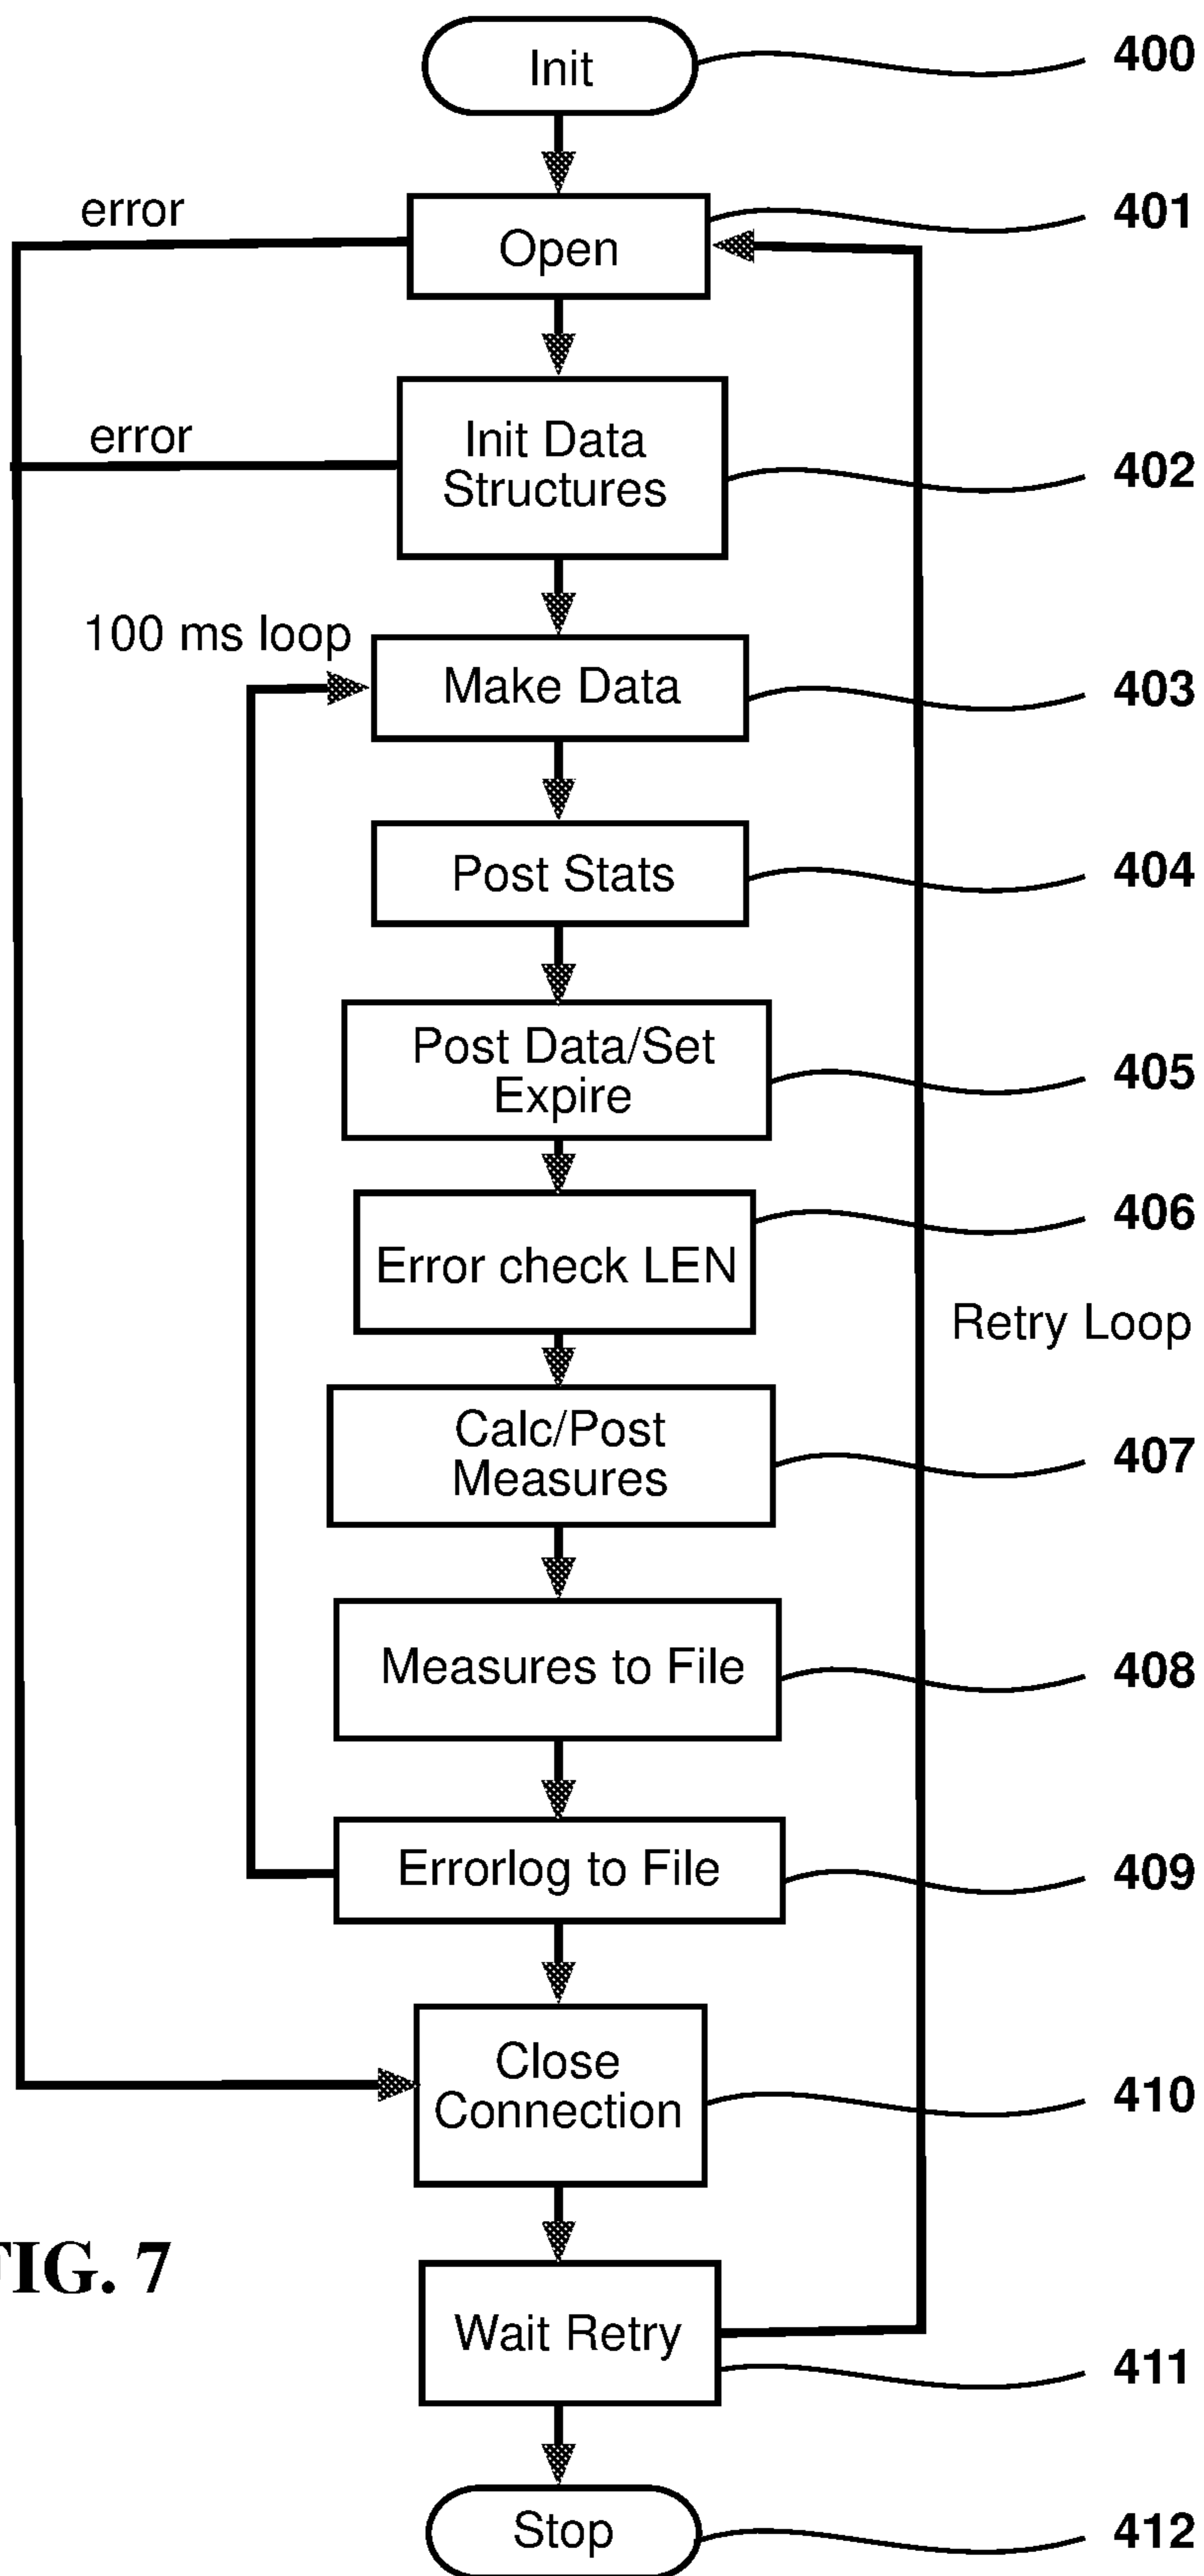 Init
400
error
401
Open
error
Init Data
Structures
402
100 ms loop
Make Data
403
Post Stats
404
Post Data/Set
Expire
405
406
Error check LEN
Retry Loop
Calc/Post
Measures
407
Measures to File
408
Errorlog to File
409
Close
Connection
410
FIG. 7
Wait Retry
411
Stop
412